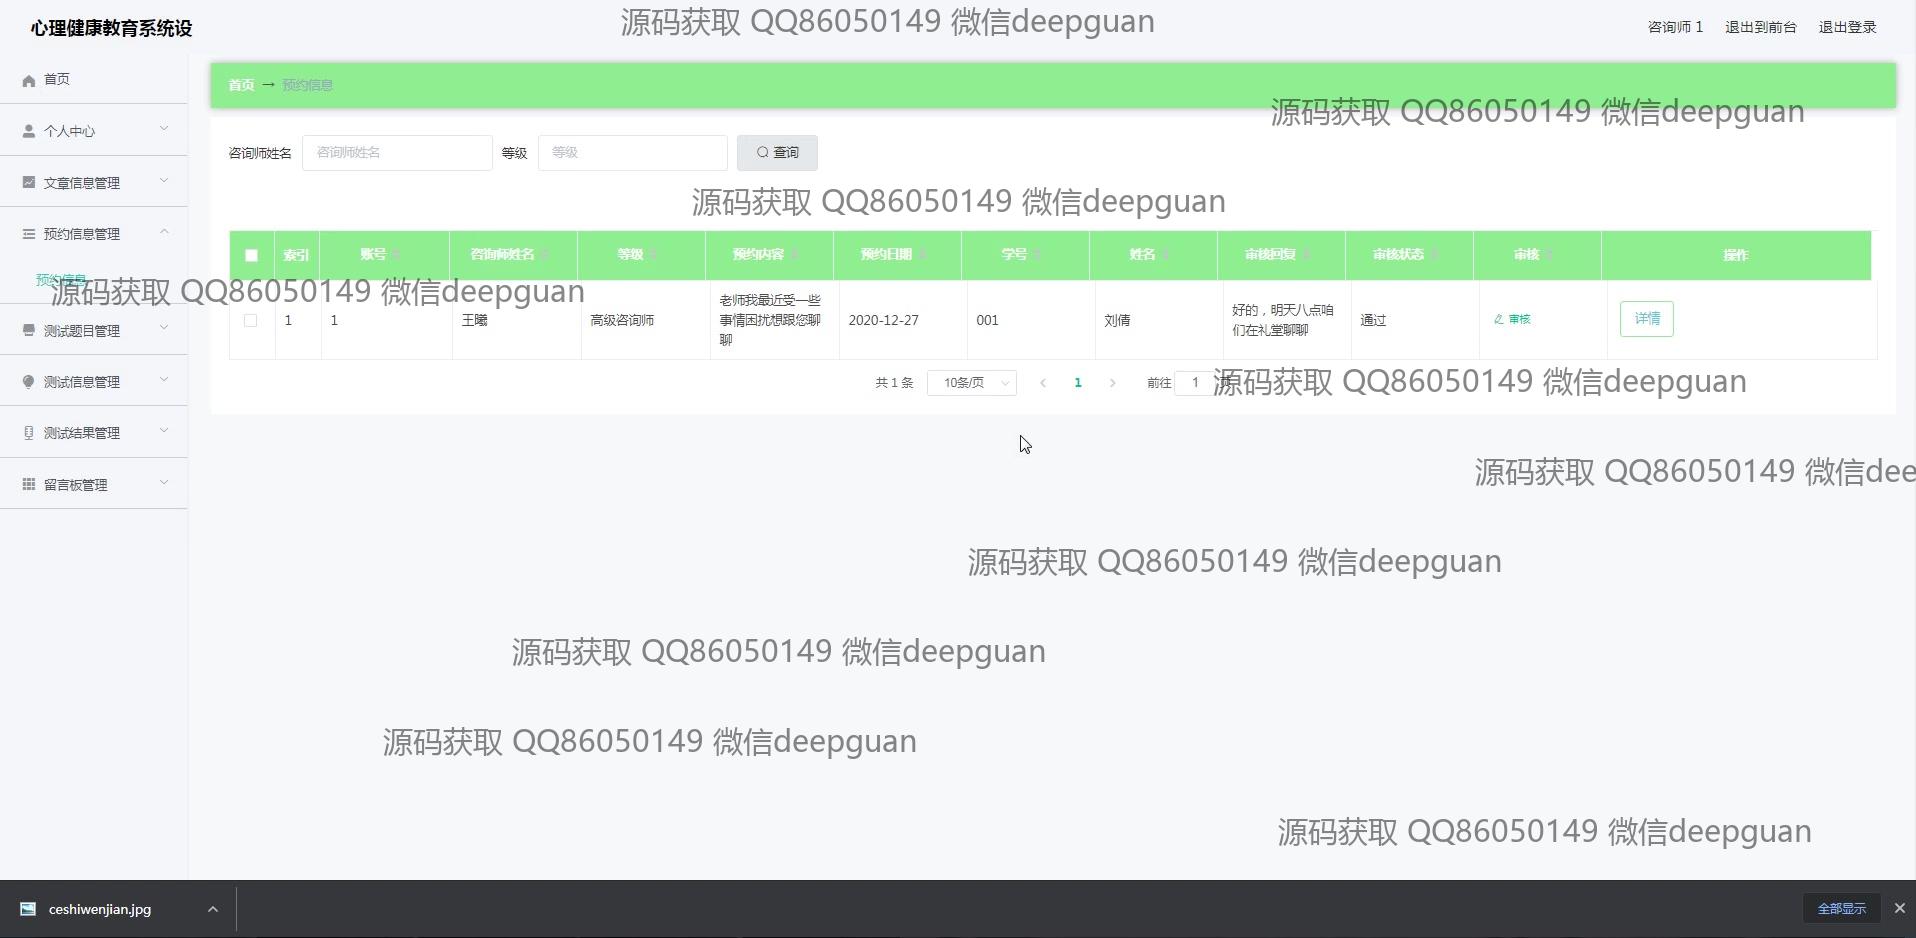 心理健康教育系统设
源码获取 QQ86050149 微信deepguan
咨询师 1
退出到前台
退出登录
首页
个人中心
文章信息管理
预约信息管理
预约信息
测试题目管理
测试信息管理
测试结果管理
留言板管理
首页 → 预约信息
源码获取 QQ86050149 微信deepguan
咨询师姓名 咨询师姓名 等级 等级 查询
源码获取 QQ86050149 微信deepguan
索引 账号 咨询师姓名 等级 预约内容 预约日期 学号 姓名 审核回复 审核状态 审核 操作
源码获取 QQ86050149 微信deepguan
1 1 王曦 高级咨询师
老师我最近受一些
事情困扰想跟您聊
聊
2020-12-27 001 刘倩
好的，明天八点咱
们在礼堂聊聊
通过 审核 详情
共 1 条 10条/页 1 前往 1 页
源码获取 QQ86050149 微信deepguan
源码获取 QQ86050149 微信dee
源码获取 QQ86050149 微信deepguan
源码获取 QQ86050149 微信deepguan
源码获取 QQ86050149 微信deepguan
源码获取 QQ86050149 微信deepguan
ceshiwenjian.jpg
全部显示